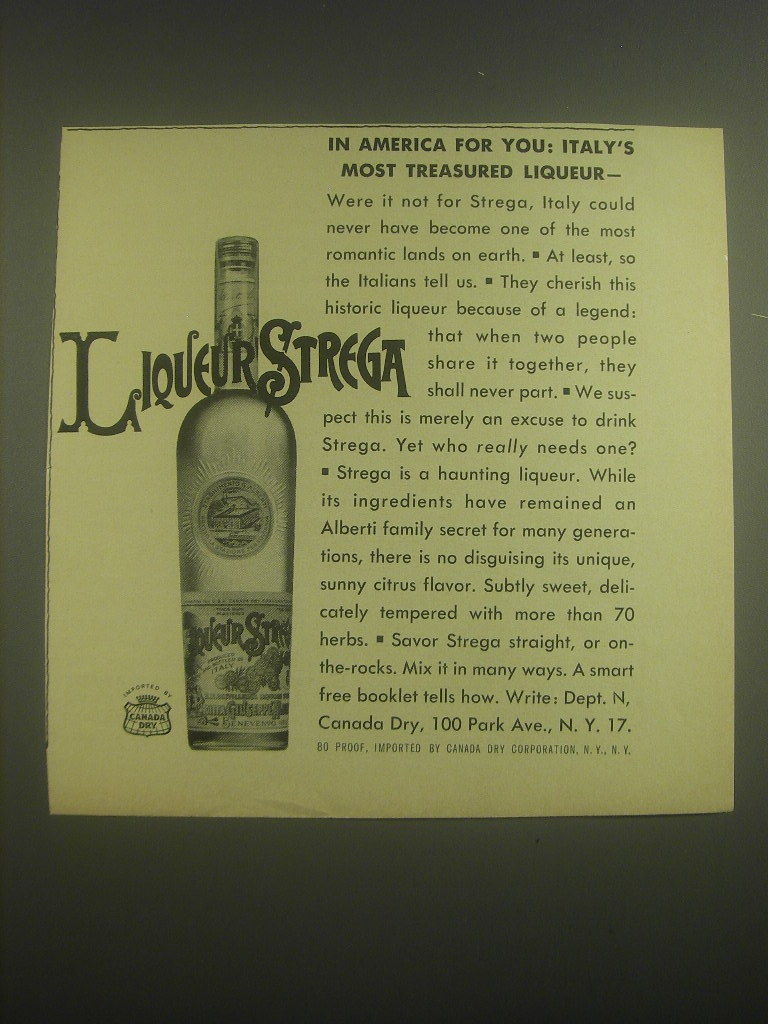 IN AMERICA FOR YOU: ITALY'S
MOST TREASURED LIQUEUR—
Were it not for Strega, Italy could
never have become one of the most
romantic lands on earth. ▪ At least, so
the Italians tell us. ▪ They cherish this
historic liqueur because of a legend:
that when two people
share it together, they
shall never part. ▪ We sus-
pect this is merely an excuse to drink
Strega. Yet who really needs one?
▪ Strega is a haunting liqueur. While
its ingredients have remained an
Alberti family secret for many genera-
tions, there is no disguising its unique,
sunny citrus flavor. Subtly sweet, deli-
cately tempered with more than 70
herbs. ▪ Savor Strega straight, or on-
the-rocks. Mix it in many ways. A smart
free booklet tells how. Write: Dept. N,
Canada Dry, 100 Park Ave., N. Y. 17.
80 PROOF, IMPORTED BY CANADA DRY CORPORATION, N.Y., N.Y.
LIQUEUR STREGA
LIQUEUR STREGA
ITALY
BENEVENTO
IMPORTED BY
CANADA
DRY